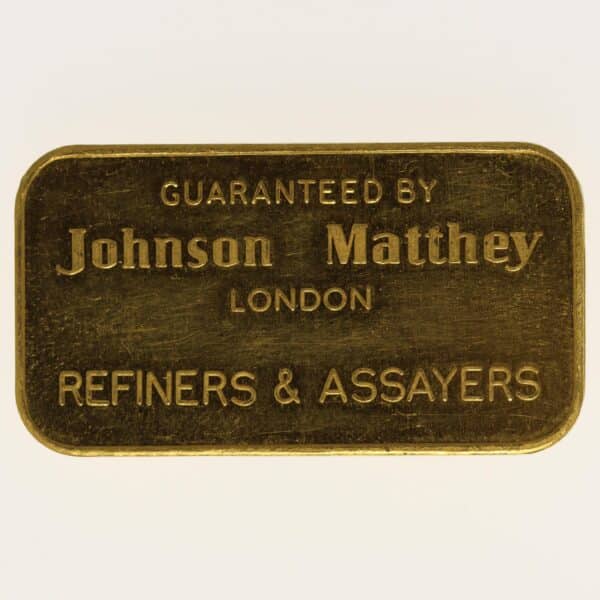 GUARANTEED BY
Johnson Matthey
LONDON
REFINERS & ASSAYERS